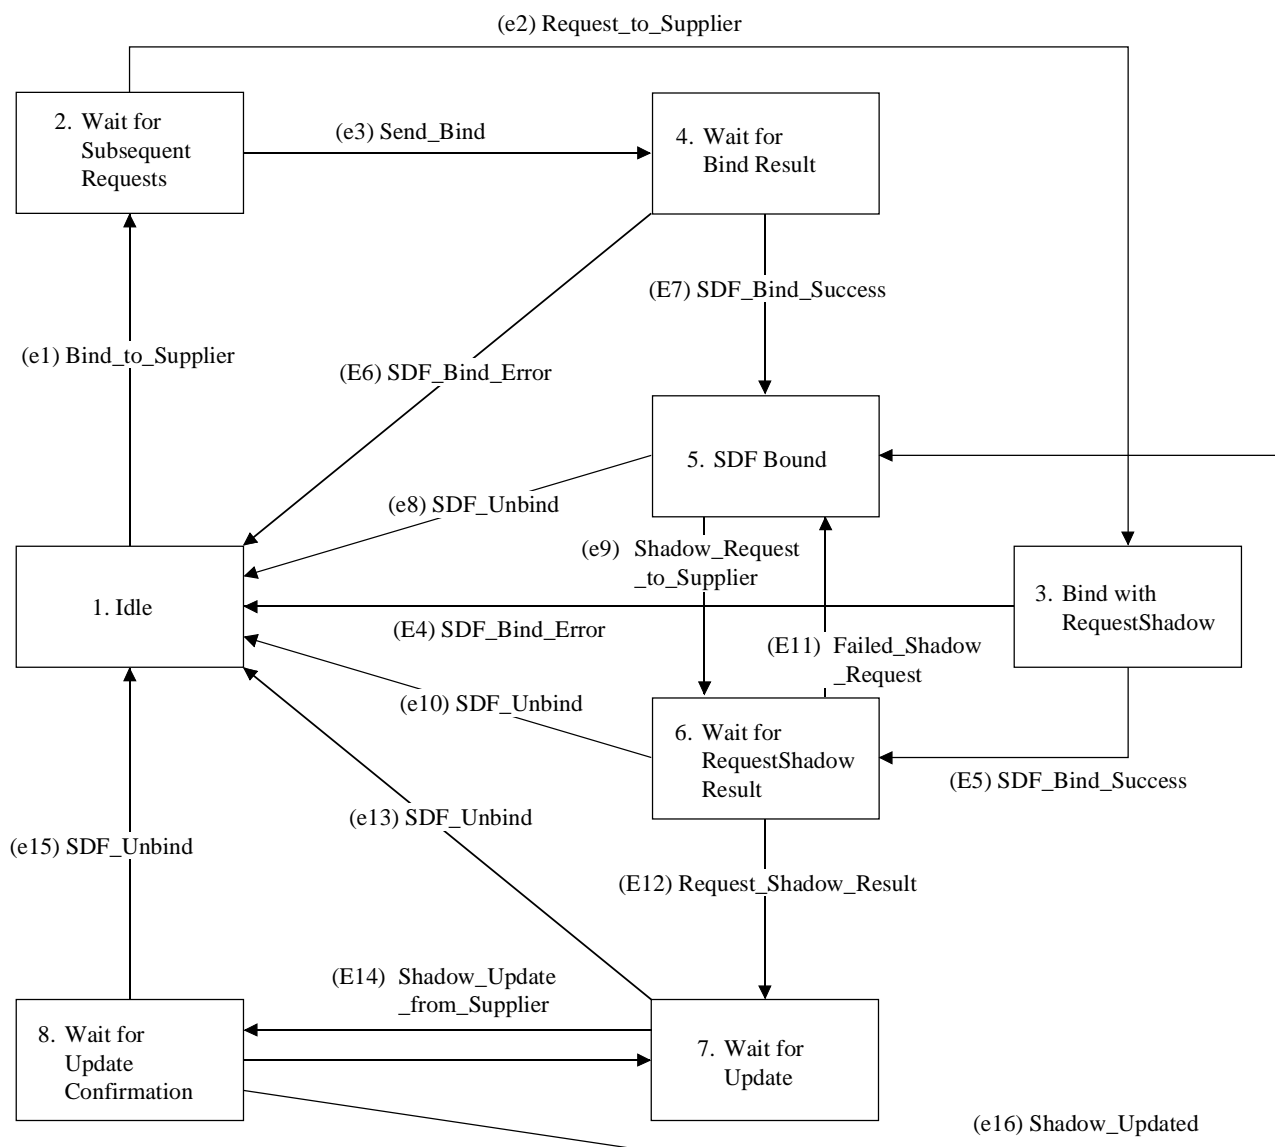 (e2) Request_to_Supplier
2. Wait for
Subsequent
Requests
(e3) Send_Bind
4. Wait for
Bind Result
(E7) SDF_Bind_Success
(e1) Bind_to_Supplier
(E6) SDF_Bind_Error
5. SDF Bound
(e8) SDF_Unbind
(e9) Shadow_Request
_to_Supplier
1. Idle
3. Bind with
RequestShadow
(E4) SDF_Bind_Error
(E11) Failed_Shadow
_Request
(e10) SDF_Unbind
6. Wait for
RequestShadow
Result
(E5) SDF_Bind_Success
(e13) SDF_Unbind
(e15) SDF_Unbind
(E12) Request_Shadow_Result
(E14) Shadow_Update
_from_Supplier
8. Wait for
Update
Confirmation
7. Wait for
Update
(e16) Shadow_Updated